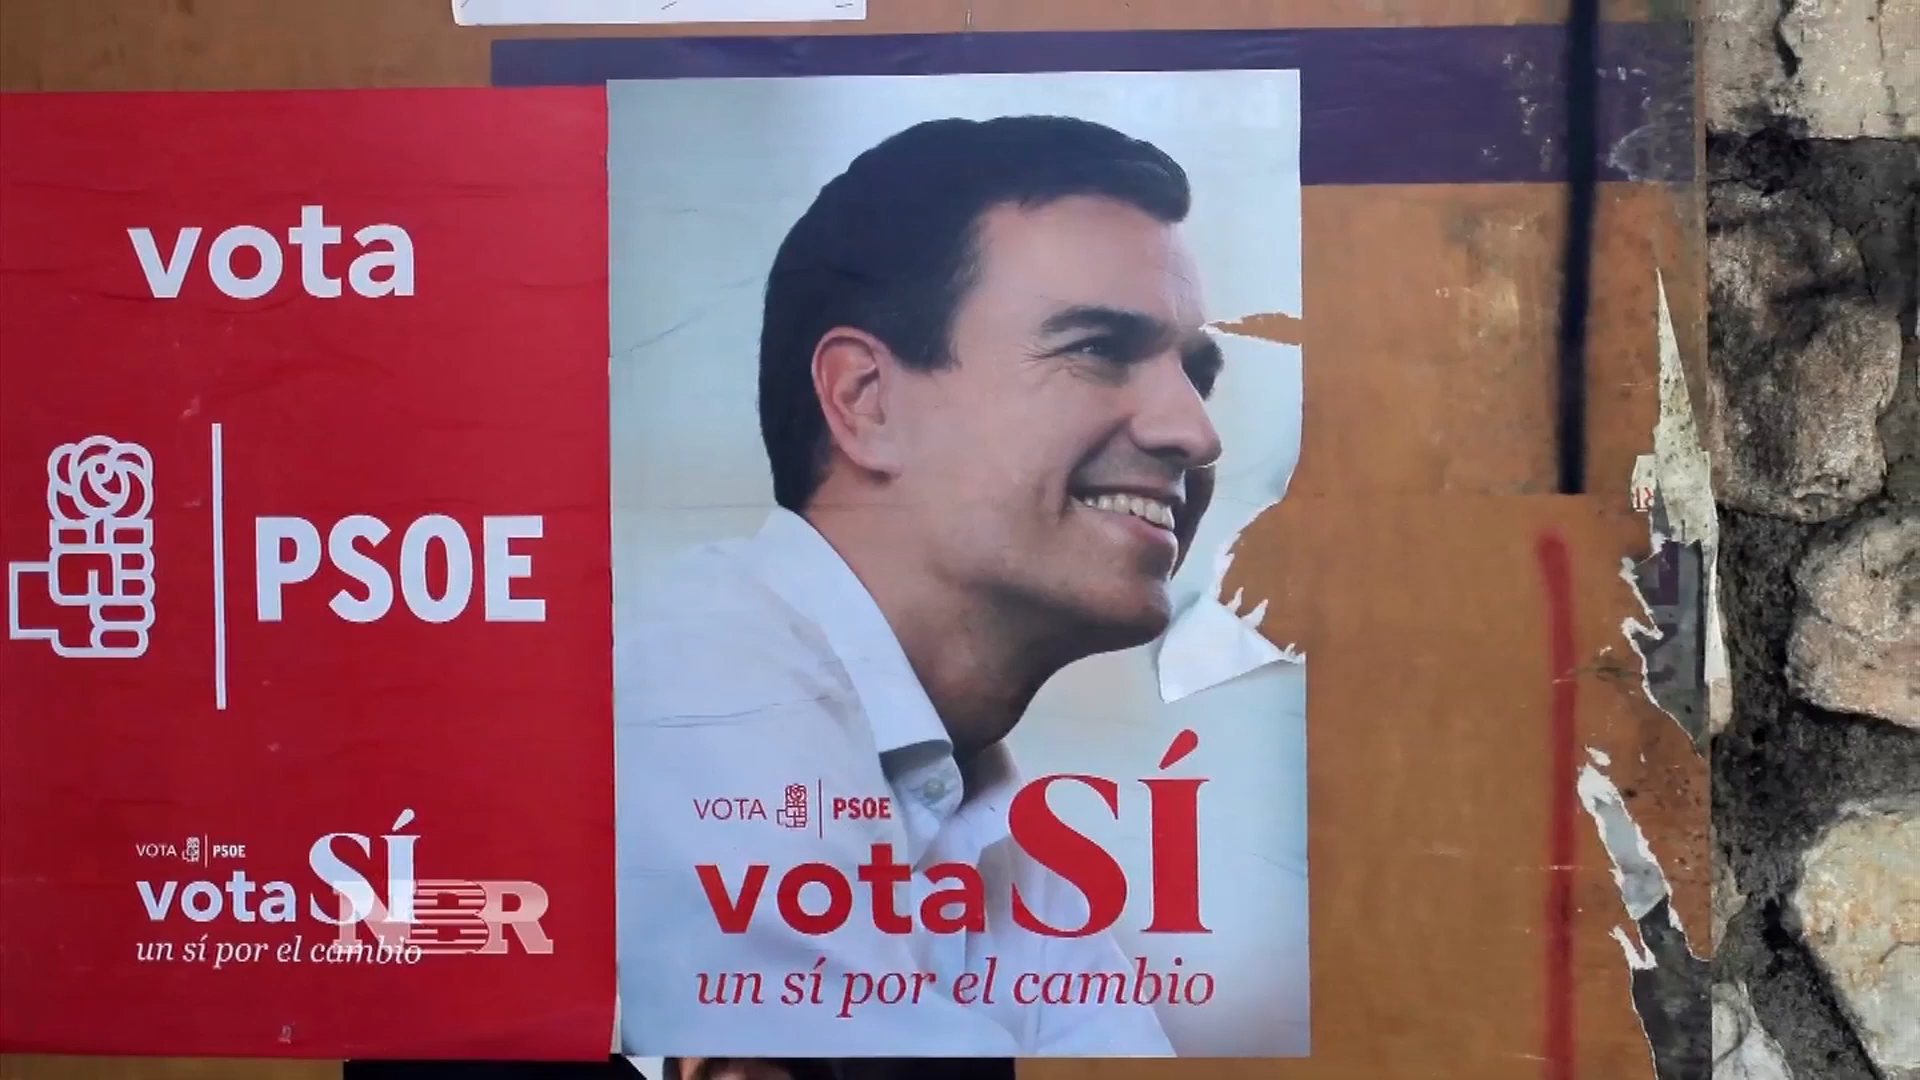 vota
PSOE
VOTA PSOE
vota SÍ
un sí por el cambio
NBR
VOTA PSOE
vota SÍ
un sí por el cambio